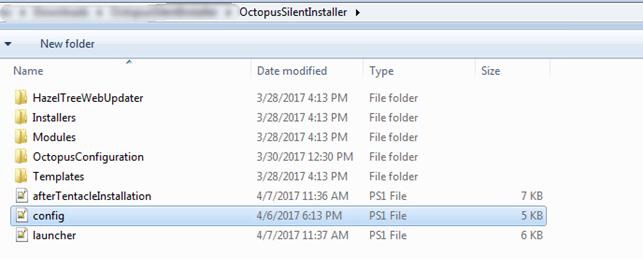 Downloads OctopusSilentInstaller OctopusSilentInstaller
New folder
Name Date modified Type Size
HazelTreeWebUpdater 3/28/2017 4:13 PM File folder
Installers 3/28/2017 4:13 PM File folder
Modules 3/28/2017 4:13 PM File folder
OctopusConfiguration 3/30/2017 12:30 PM File folder
Templates 3/28/2017 4:13 PM File folder
afterTentacleInstallation 4/7/2017 11:36 AM PS1 File 7 KB
config 4/6/2017 6:13 PM PS1 File 5 KB
launcher 4/7/2017 11:37 AM PS1 File 6 KB